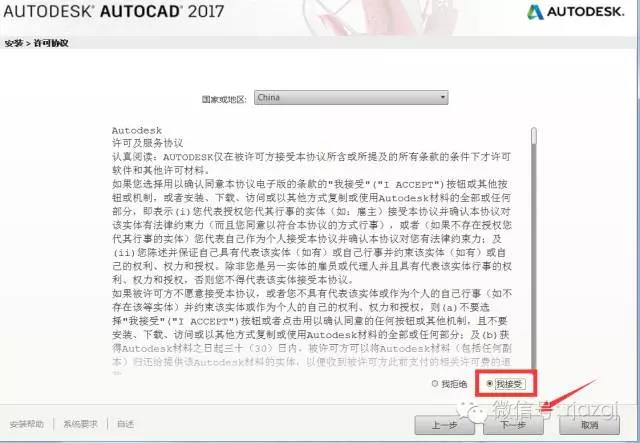 AUTODESK® AUTOCAD® 2017
AUTODESK.
安装 > 许可协议
国家或地区: China
Autodesk
许可及服务协议
认真阅读: AUTODESK仅在被许可方接受本协议所含或所提及的所有条款的条件下才许可
软件和其他许可材料。
如果您选择用以确认同意本协议电子版的条款的"我接受"("I ACCEPT")按钮或其他按
钮或机制，或者安装、下载、访问或以其他方式复制或使用Autodesk材料的全部或任何
部分，即表示(i)您代表授权您代其行事的实体（如：雇主）接受本协议并确认本协议对
该实体有法律约束力（而且您同意以符合本协议的方式行事），或者（如果不存在授权您
代其行事的实体）您代表自己作为个人接受本协议并确认本协议对您有法律约束力；及
(ii)您陈述并保证自己具有代表该实体（如有）或自己行事并约束该实体（如有）或自
己的权利、权力和授权。除非您是另一实体的雇员或代理人并且具有代表该实体行事的权
利、权力和授权，否则您不得代表该实体接受本协议。
如果被许可方不愿意接受本协议，或者您不具有代表该实体或作为个人的自己行事（如不
存在该等实体）并约束该实体或作为个人的自己的权利、权力和授权，则(a)不要选
择"我接受"("I ACCEPT")按钮或者点击用以确认同意的任何按钮或其他机制，且不要
安装、下载、访问或以其他方式复制或使用Autodesk材料的全部或任何部分；及(b)获
得Autodesk材料之日起三十（30）日内，被许可方可以将Autodesk材料（包括任何副
本）归还给提供该Autodesk材料的实体，以便收到被许可方此前支付的相关许可费的退
我拒绝 我接受
微信号: rjazqj
安装帮助 系统要求 自述 上一步 下一步 取消